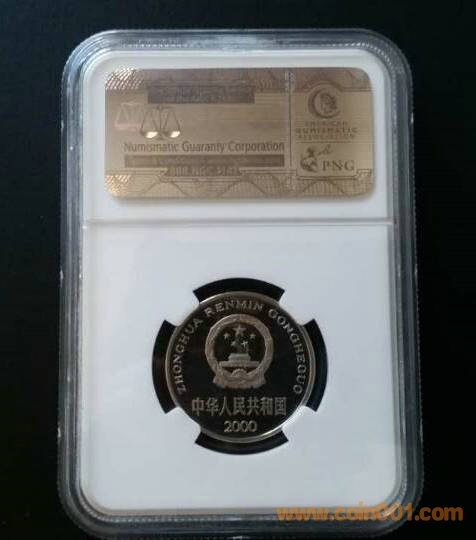 AMERICAN
NUMISMATIC
ASSOCIATION
Numismatic Guaranty Corporation
PNG
ZHONGHUA RENMIN GONGHEGUO
中华人民共和国
2000
www.coin001.com